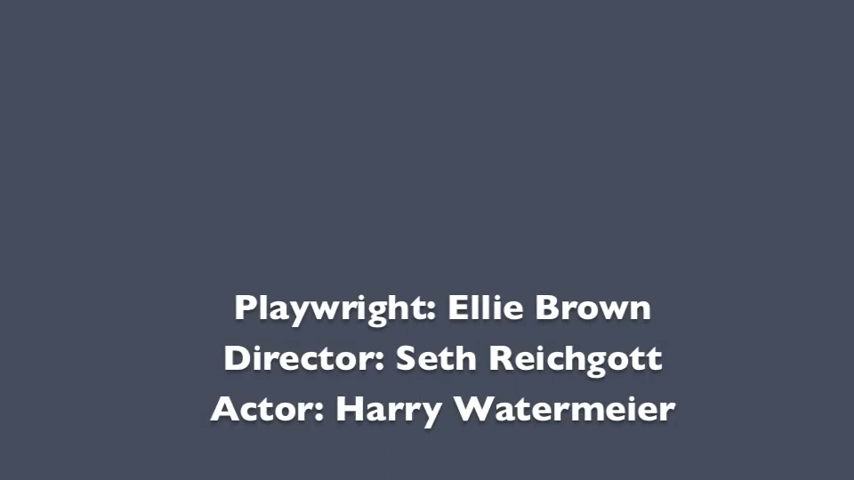 Playwright: Ellie Brown
Director: Seth Reichgott
Actor: Harry Watermeier